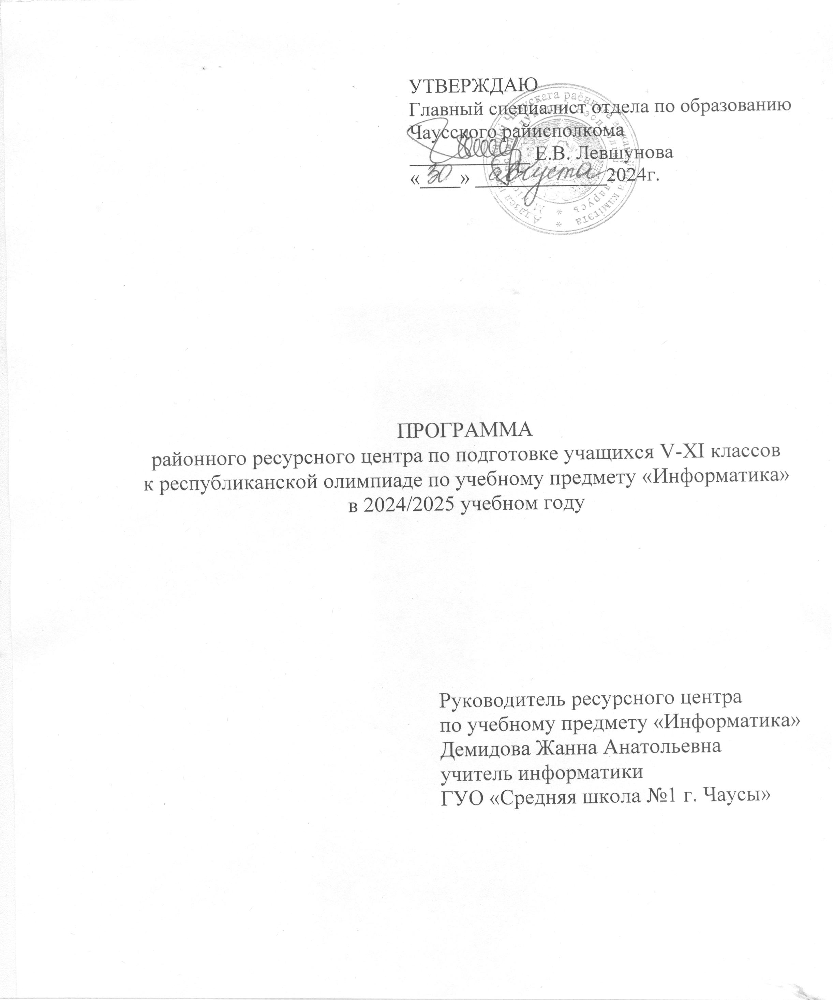 УТВЕРЖДАЮ
Главный специалист отдела по образованию
Чаусского райисполкома
Е.В. Левшунова
«30» августа 2024г.
ПРОГРАММА
районного ресурсного центра по подготовке учащихся V-XI классов
к республиканской олимпиаде по учебному предмету «Информатика»
в 2024/2025 учебном году
Руководитель ресурсного центра
по учебному предмету «Информатика»
Демидова Жанна Анатольевна
учитель информатики
ГУО «Средняя школа №1 г. Чаусы»